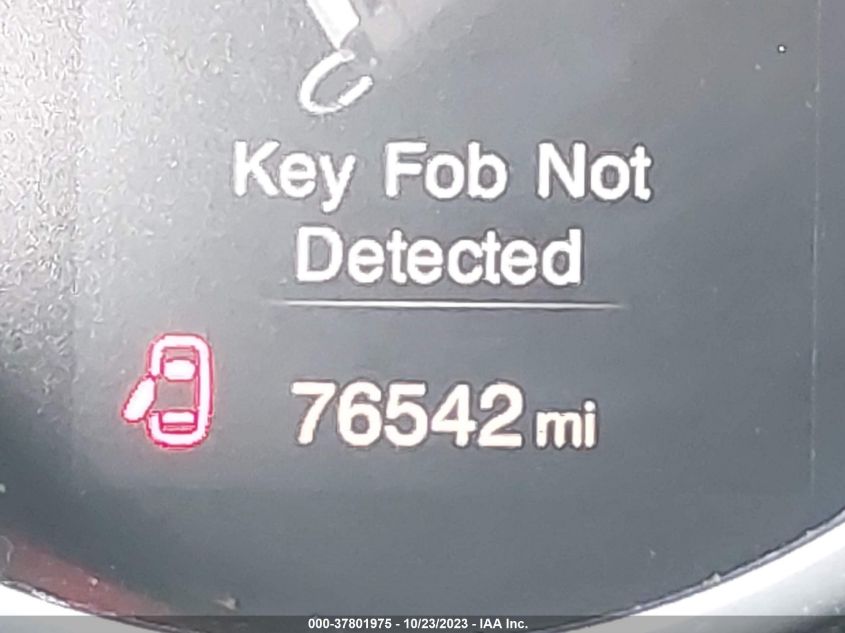 Key Fob Not
Detected
76542 mi
000-37801975 - 10/23/2023 - IAA Inc.